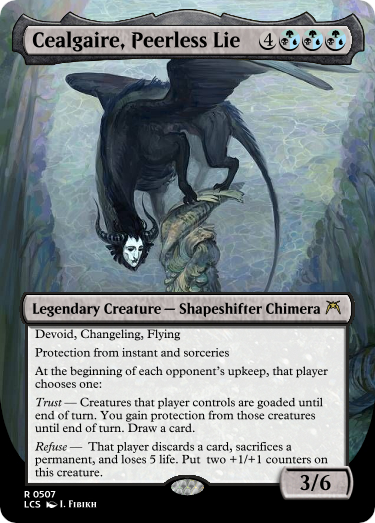 Cealgaire, Peerless Lie 4
Legendary Creature — Shapeshifter Chimera
Devoid, Changeling, Flying
Protection from instant and sorceries
At the beginning of each opponent's upkeep, that player
chooses one:
Trust — Creatures that player controls are goaded until
end of turn. You gain protection from those creatures
until end of turn. Draw a card.
Refuse — That player discards a card, sacrifices a
permanent, and loses 5 life. Put two +1/+1 counters on
this creature.
3/6
R 0507
LCS I. Fibikh